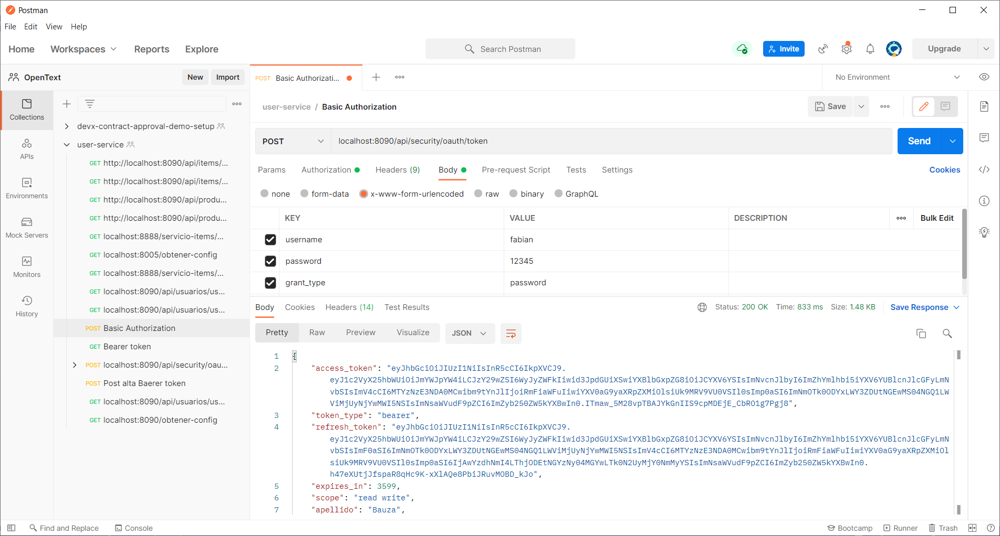 Postman
File Edit View Help
Home Workspaces Reports Explore
Search Postman
Invite
Upgrade
OpenText
New Import
POST Basic Authorizati...
No Environment
Collections
APIs
Environments
Mock Servers
Monitors
History
devx-contract-approval-demo-setup
user-service
GET http://localhost:8090/api/items/...
GET http://localhost:8090/api/items/...
GET http://localhost:8090/api/produ...
GET http://localhost:8090/api/produ...
GET localhost:8888/servicio-items/...
GET localhost:8005/obtener-config
GET localhost:8888/servicio-items/...
GET localhost:8090/api/usuarios/us...
GET localhost:8090/api/usuarios/us...
POST Basic Authorization
GET Bearer token
POST localhost:8090/api/security/oau...
POST Post alta Baerer token
GET localhost:8090/api/usuarios/us...
GET localhost:8090/obtener-config
user-service / Basic Authorization
Save
POST localhost:8090/api/security/oauth/token
Send
Params Authorization Headers (9) Body Pre-request Script Tests Settings
Cookies
none form-data x-www-form-urlencoded raw binary GraphQL
KEY VALUE DESCRIPTION Bulk Edit
username fabian
password 12345
grant_type password
Body Cookies Headers (14) Test Results
Status: 200 OK Time: 833 ms Size: 1.48 KB Save Response
Pretty Raw Preview Visualize JSON
1 {
2 "access_token": "eyJhbGciOiJIUzI1NiIsInR5cCI6IkpXVCJ9.
eyJ1c2VyX25hbWUiOiJmYWJpYW4iLCJzY29wZSI6WyJyZWFkIiwid3JpdGUiXSwiYXBlbGxpZG8iOiJCYXV6YSIsImNvcnJlbyI6ImZhYmlhbi5iYXV6YUBlcnJlcGFyLmN
vbSIsImV4cCI6MTYzNzE3NDA0MCwibm9tYnJlIjoiRmFiaWFuIiwiYXV0aG9yaXRpZXMiOlsiUk9MRV9VU0VSIl0sImp0aSI6ImNmOTk0ODYxLWY3ZDUtNGEwMS04NGQ1LW
ViMjUyNjYwMWI5NSIsImNsaWVudF9pZCI6ImZyb250ZW5kYXBwIn0.ITmaw_5M28vpTBAJYkGnIIS9cpMDEjE_CbRO1g7Pgj8",
3 "token_type": "bearer",
4 "refresh_token": "eyJhbGciOiJIUzI1NiIsInR5cCI6IkpXVCJ9.
eyJ1c2VyX25hbWUiOiJmYWJpYW4iLCJzY29wZSI6WyJyZWFkIiwid3JpdGUiXSwiYXBlbGxpZG8iOiJCYXV6YSIsImNvcnJlbyI6ImZhYmlhbi5iYXV6YUBlcnJlcGFyLmN
vbSIsImF0aSI6ImNmOTk0ODYxLWY3ZDUtNGEwMS04NGQ1LWViMjUyNjYwMWI5NSIsImV4cCI6MTYzNzE3NDA0MCwibm9tYnJlIjoiRmFiaWFuIiwiYXV0aG9yaXRpZXMiOl
siUk9MRV9VU0VSIl0sImp0aSI6IjAwYzdhNmI4LThjODEtNGYzNy04MGYwLTk0N2UyMjY0NmMyYSIsImNsaWVudF9pZCI6ImZyb250ZW5kYXBwIn0.
h47eXUtjJfspaR8qHc9K-xXlAQe8PbiJRuvMOBD_kJo",
5 "expires_in": 3599,
6 "scope": "read write",
7 "apellido": "Bauza",
Find and Replace Console
Bootcamp Runner Trash